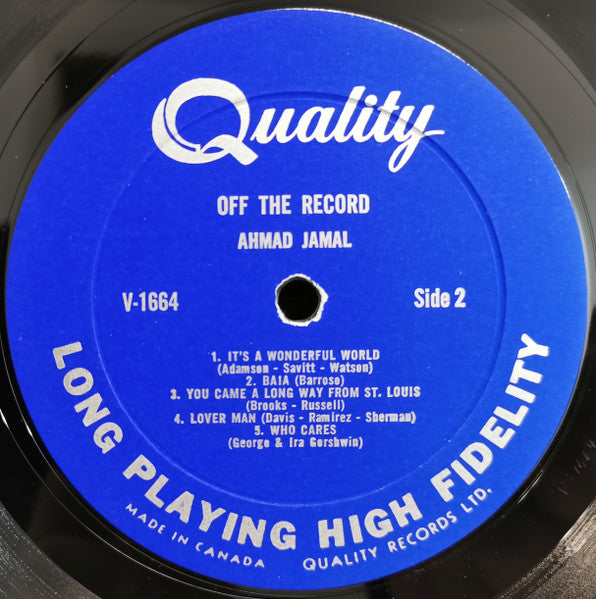 Quality
OFF THE RECORD
AHMAD JAMAL
V-1664
Side 2
1. IT'S A WONDERFUL WORLD
(Adamson - Savitt - Watson)
2. BAIA (Barroso)
3. YOU CAME A LONG WAY FROM ST. LOUIS
(Brooks - Russell)
4. LOVER MAN (Davis - Ramirez - Sherman)
5. WHO CARES
(George & Ira Gershwin)
LONG PLAYING HIGH FIDELITY
MADE IN CANADA QUALITY RECORDS LTD.